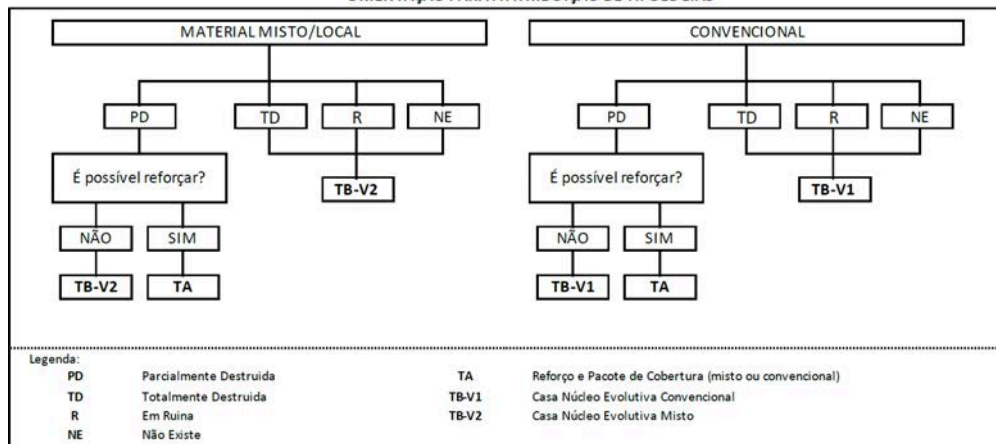 MATERIAL MISTO/LOCAL CONVENCIONAL
PD TD R NE PD TD R NE
É possível reforçar? TB-V2 É possível reforçar? TB-V1
NÃO SIM NÃO SIM
TB-V2 TA TB-V1 TA
Legenda:
PD Parcialmente Destruida TA Reforço e Pacote de Cobertura (misto ou convencional)
TD Totalmente Destruida TB-V1 Casa Núcleo Evolutiva Convencional
R Em Ruina TB-V2 Casa Núcleo Evolutiva Misto
NE Não Existe